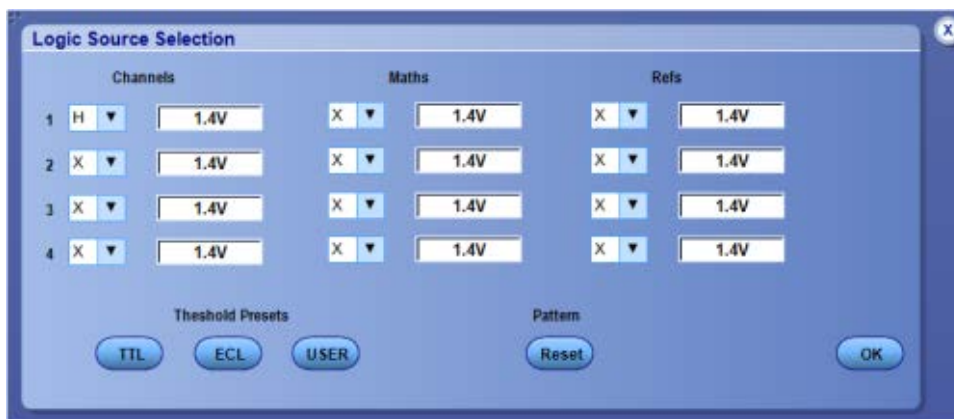 Logic Source Selection X
Channels Maths Refs
1 H 1.4V X 1.4V X 1.4V
2 X 1.4V X 1.4V X 1.4V
3 X 1.4V X 1.4V X 1.4V
4 X 1.4V X 1.4V X 1.4V
Theshold Presets Pattern
TTL ECL USER Reset OK